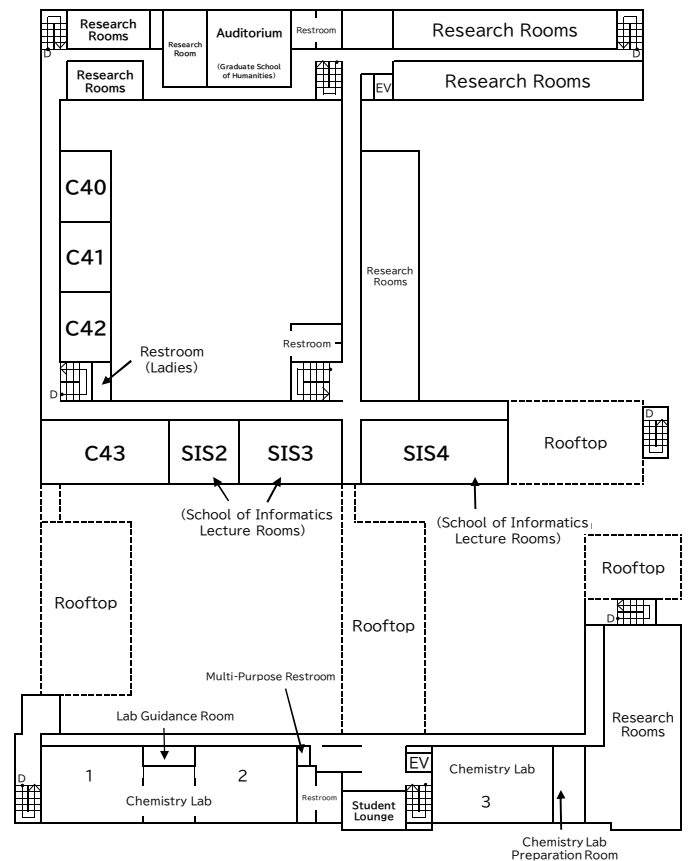 Research
Rooms
Research
Room
Auditorium
(Graduate School
of Humanities)
Restroom
Research Rooms
D
D
Research
Rooms
EV
Research Rooms
C40
C41
C42
Research
Rooms
Restroom
Restroom
(Ladies)
D
C43
SIS2
SIS3
SIS4
Rooftop
D
(School of Informatics
Lecture Rooms)
(School of Informatics
Lecture Rooms)
Rooftop
Rooftop
Rooftop
D
Multi-Purpose Restroom
Lab Guidance Room
Research
Rooms
D
1
2
Chemistry Lab
Restroom
EV
Student
Lounge
Chemistry Lab
3
Chemistry Lab
Preparation Room